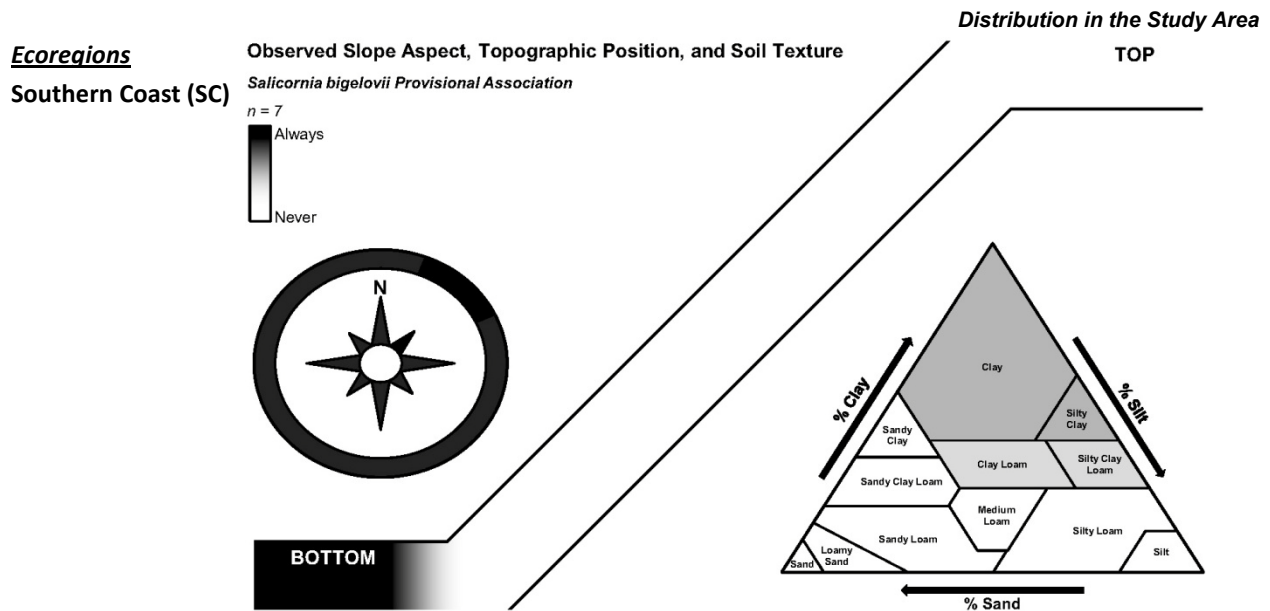 Distribution in the Study Area
Ecoregions
Southern Coast (SC)
Observed Slope Aspect, Topographic Position, and Soil Texture
Salicornia bigelovii Provisional Association
n = 7
Always
Never
TOP
N
BOTTOM
% Clay
% Silt
% Sand
Clay
Silty
Clay
Sandy
Clay
Clay Loam
Silty Clay
Loam
Sandy Clay Loam
Medium
Loam
Silty Loam
Sandy Loam
Loamy
Sand
Sand
Silt